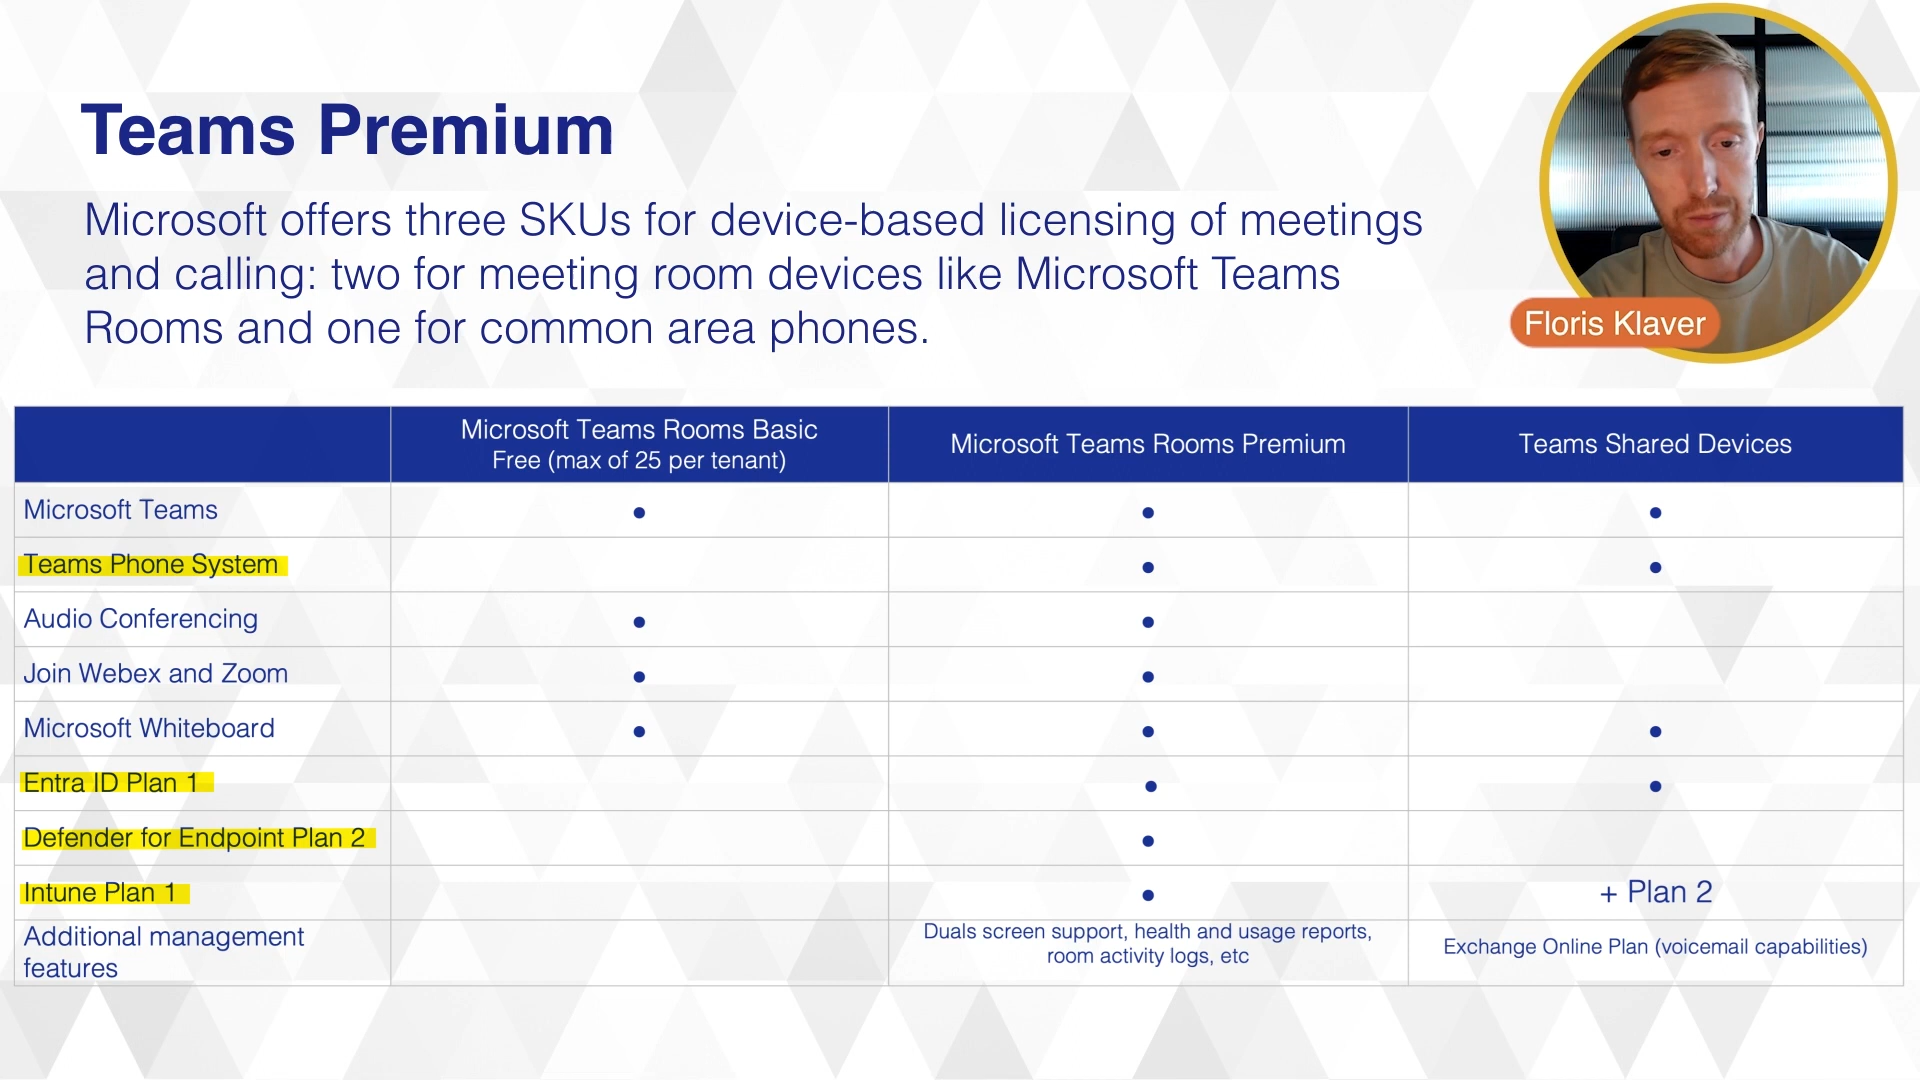 Teams Premium
Microsoft offers three SKUs for device-based licensing of meetings
and calling: two for meeting room devices like Microsoft Teams
Rooms and one for common area phones.
Floris Klaver
Microsoft Teams Rooms Basic
Free (max of 25 per tenant)
Microsoft Teams Rooms Premium
Teams Shared Devices
Microsoft Teams
Teams Phone System
Audio Conferencing
Join Webex and Zoom
Microsoft Whiteboard
Entra ID Plan 1
Defender for Endpoint Plan 2
Intune Plan 1
+ Plan 2
Additional management
features
Duals screen support, health and usage reports,
room activity logs, etc
Exchange Online Plan (voicemail capabilities)